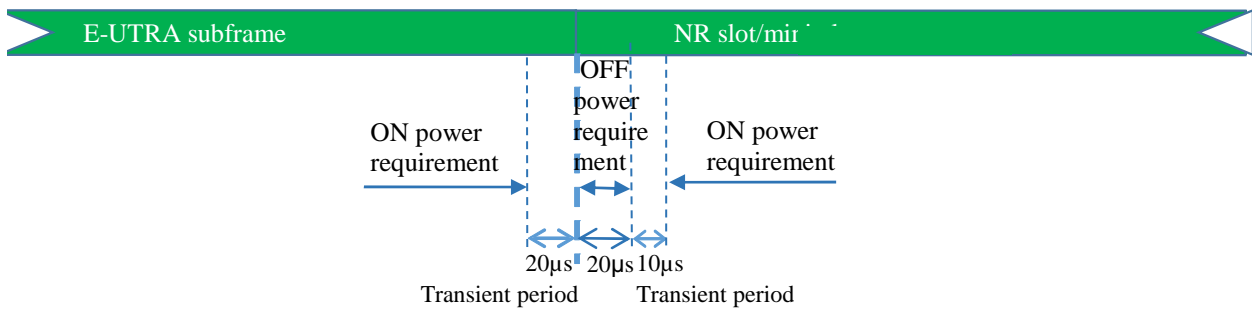 E-UTRA subframe
NR slot/
OFF
power
require
ment
ON power
requirement
ON power
requirement
20µs
20µs
10µs
Transient period
Transient period